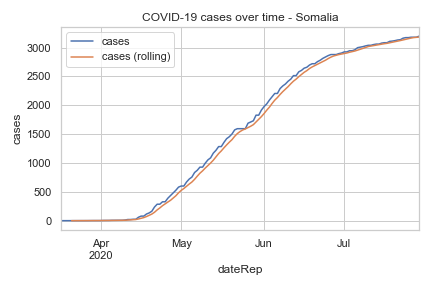 COVID-19 cases over time - Somalia
cases
cases (rolling)
3000
2500
2000
1500
1000
500
0
cases
Apr
2020
May
Jun
Jul
dateRep